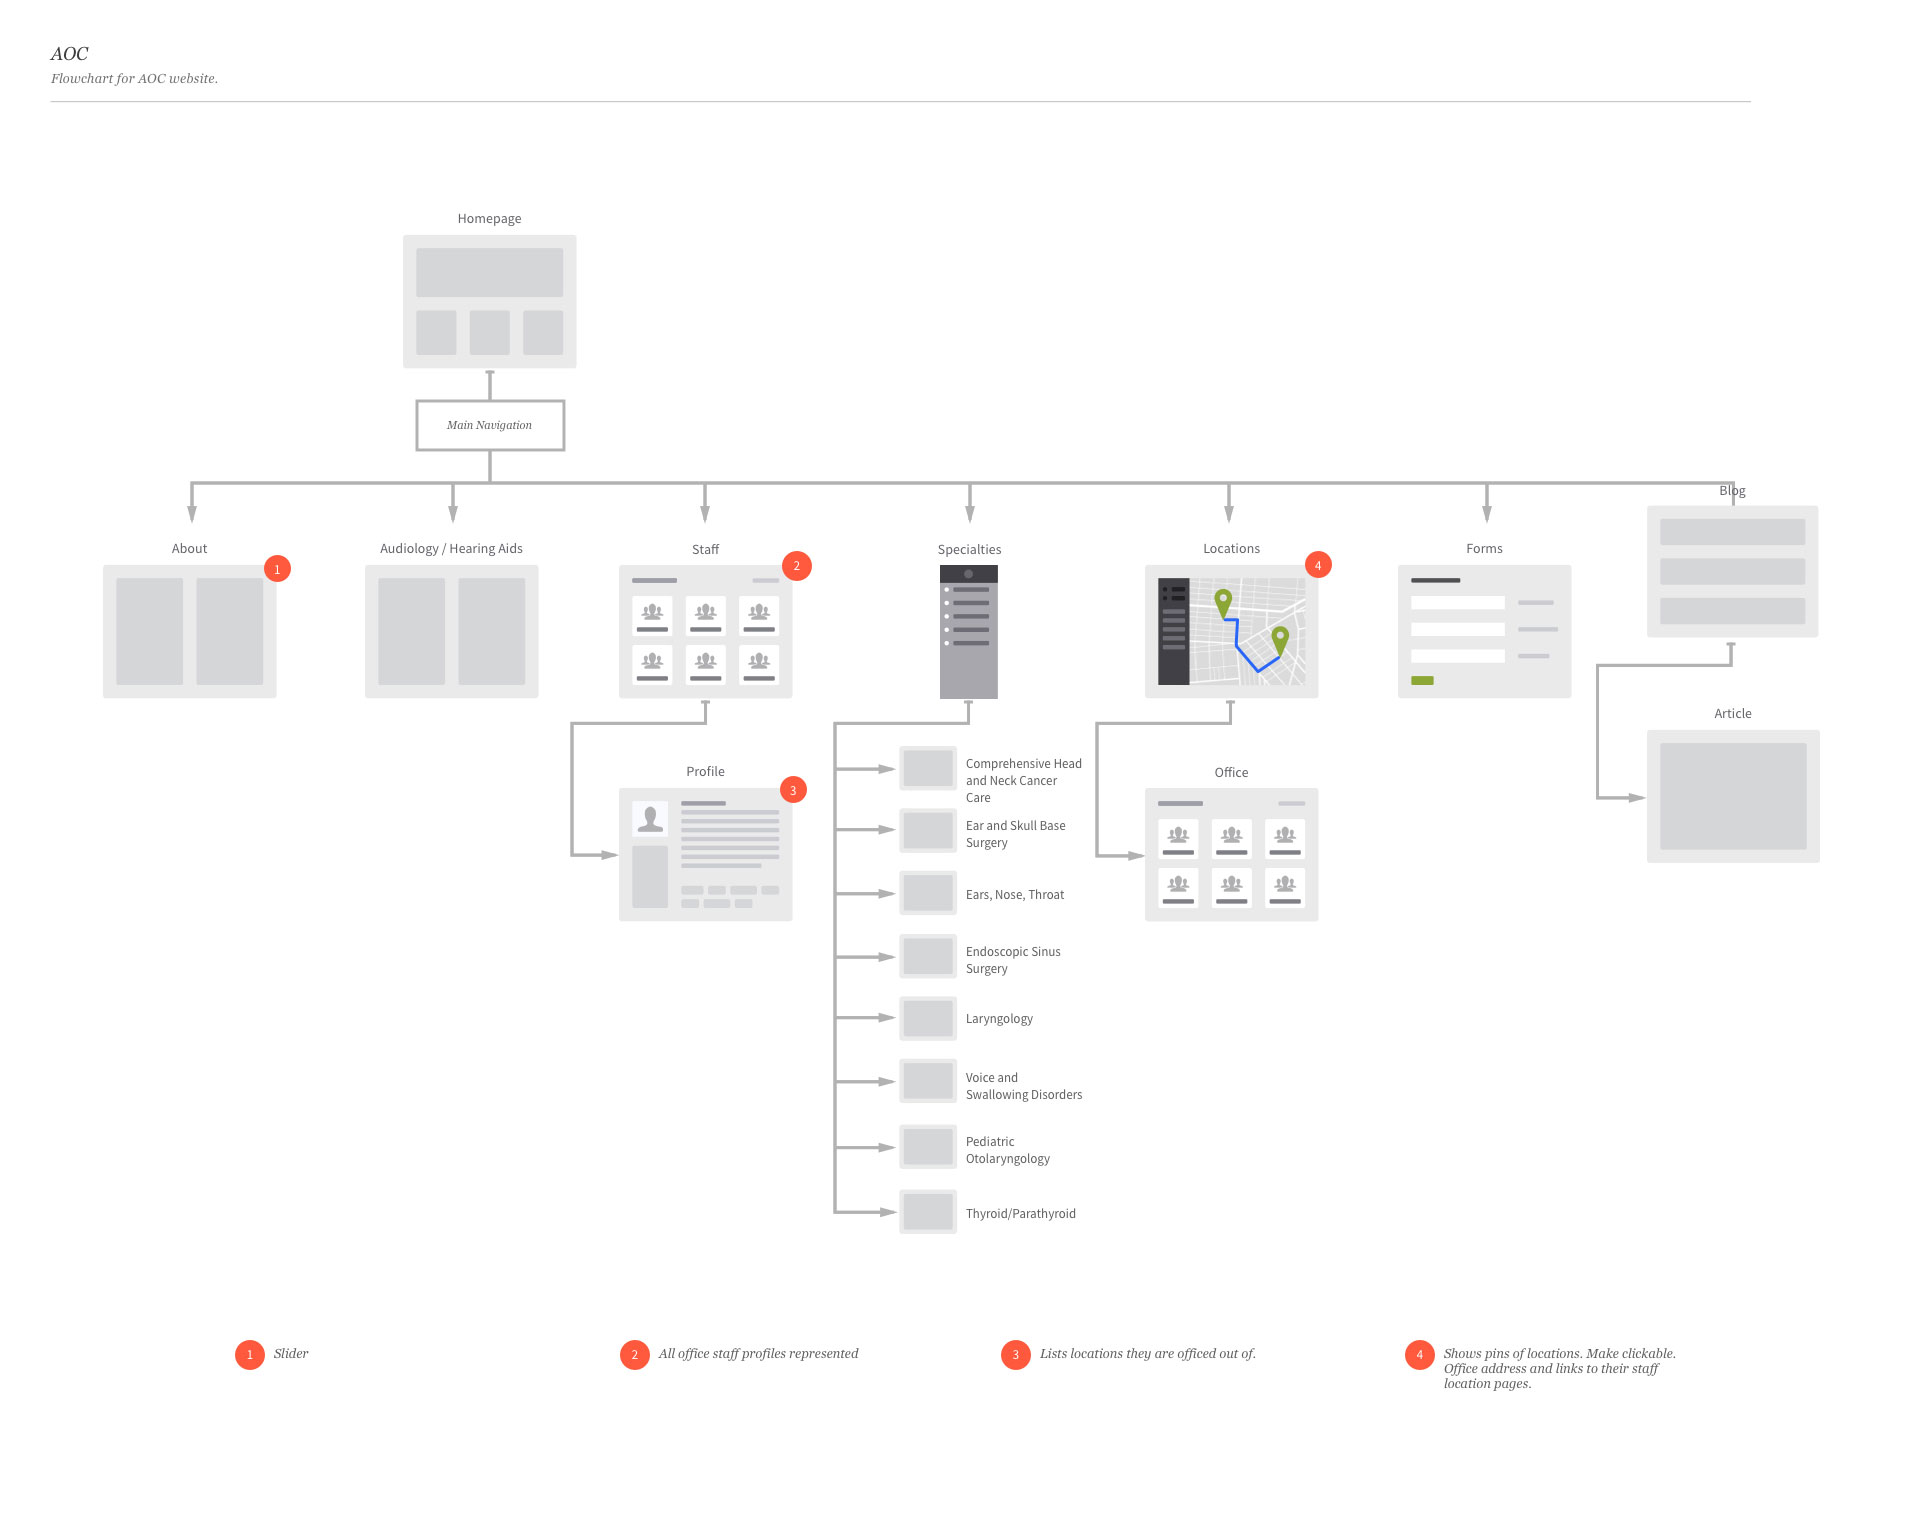 AOC
Flowchart for AOC website.
Homepage
Main Navigation
Blog
About
Audiology / Hearing Aids
Staff
Specialties
Locations
Forms
1
2
4
Article
Profile
3
Office
Comprehensive Head
and Neck Cancer
Care
Ear and Skull Base
Surgery
Ears, Nose, Throat
Endoscopic Sinus
Surgery
Laryngology
Voice and
Swallowing Disorders
Pediatric
Otolaryngology
Thyroid/Parathyroid
1 Slider
2 All office staff profiles represented
3 Lists locations they are officed out of.
4 Shows pins of locations. Make clickable.
Office address and links to their staff
location pages.